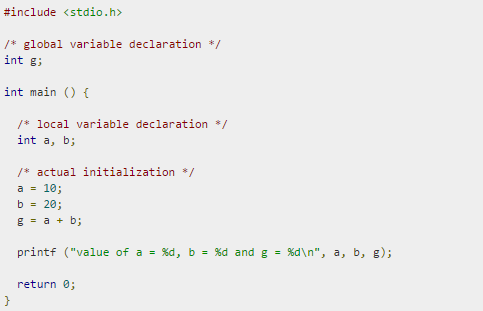 #include <stdio.h>

/* global variable declaration */
int g;

int main () {

  /* local variable declaration */
  int a, b;

  /* actual initialization */
  a = 10;
  b = 20;
  g = a + b;

  printf ("value of a = %d, b = %d and g = %d\n", a, b, g);

  return 0;
}